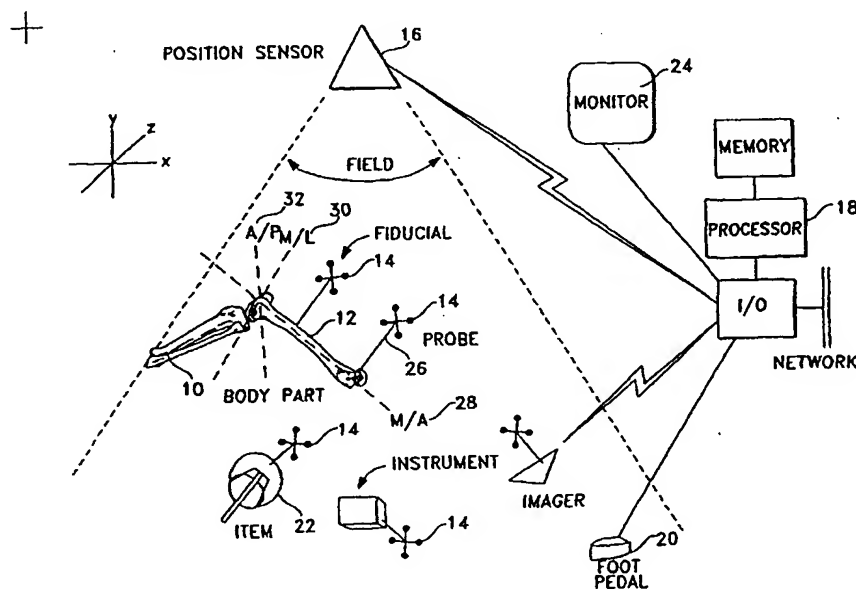 POSITION SENSOR
16
24
MONITOR
MEMORY
PROCESSOR
18
I/O
NETWORK
y
z
x
FIELD
32
30
A/P
M/L
FIDUCIAL
14
12
14
PROBE
26
10
BODY PART
M/A
28
14
INSTRUMENT
ITEM
22
14
IMAGER
20
FOOT
PEDAL